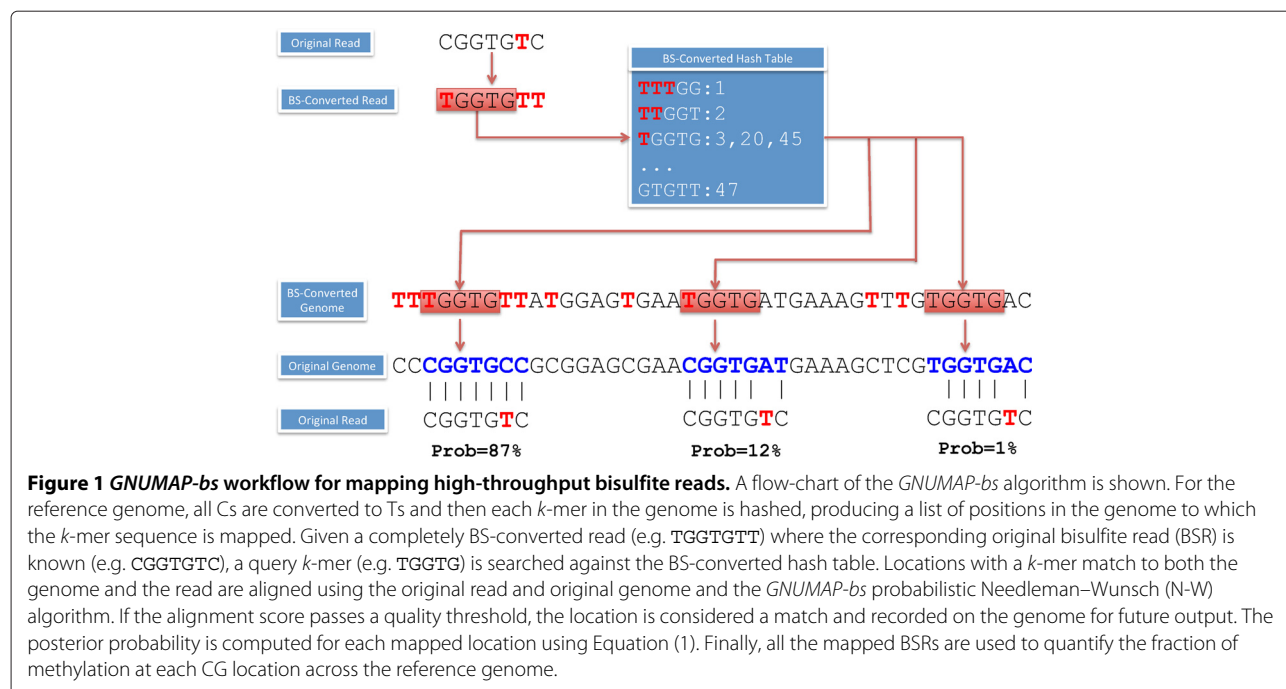 Original Read
CGGTGTC
BS-Converted Hash Table
BS-Converted Read
TGGTGTT
TTTGG:1
TTGGT:2
TGGTG:3,20,45
...
GTGTT:47
BS-Converted Genome
TTTGGTGTTATGGAGTGAATGGTGATGAAAGTTTGTGGTGAC
Original Genome
CCCGGTGCCGCGGAGCGAACGGTGATGAAAGCTCGTGGTGAC
| | | | | | |
| | | | | |
| | | | |
Original Read
CGGTGTC
CGGTGTC
CGGTGTC
Prob=87%
Prob=12%
Prob=1%
Figure 1 GNUMAP-bs workflow for mapping high-throughput bisulfite reads. A flow-chart of the GNUMAP-bs algorithm is shown. For the
reference genome, all Cs are converted to Ts and then each k-mer in the genome is hashed, producing a list of positions in the genome to which
the k-mer sequence is mapped. Given a completely BS-converted read (e.g. TGGTGTT) where the corresponding original bisulfite read (BSR) is
known (e.g. CGGTGTC), a query k-mer (e.g. TGGTG) is searched against the BS-converted hash table. Locations with a k-mer match to both the
genome and the read are aligned using the original read and original genome and the GNUMAP-bs probabilistic Needleman–Wunsch (N-W)
algorithm. If the alignment score passes a quality threshold, the location is considered a match and recorded on the genome for future output. The
posterior probability is computed for each mapped location using Equation (1). Finally, all the mapped BSRs are used to quantify the fraction of
methylation at each CG location across the reference genome.